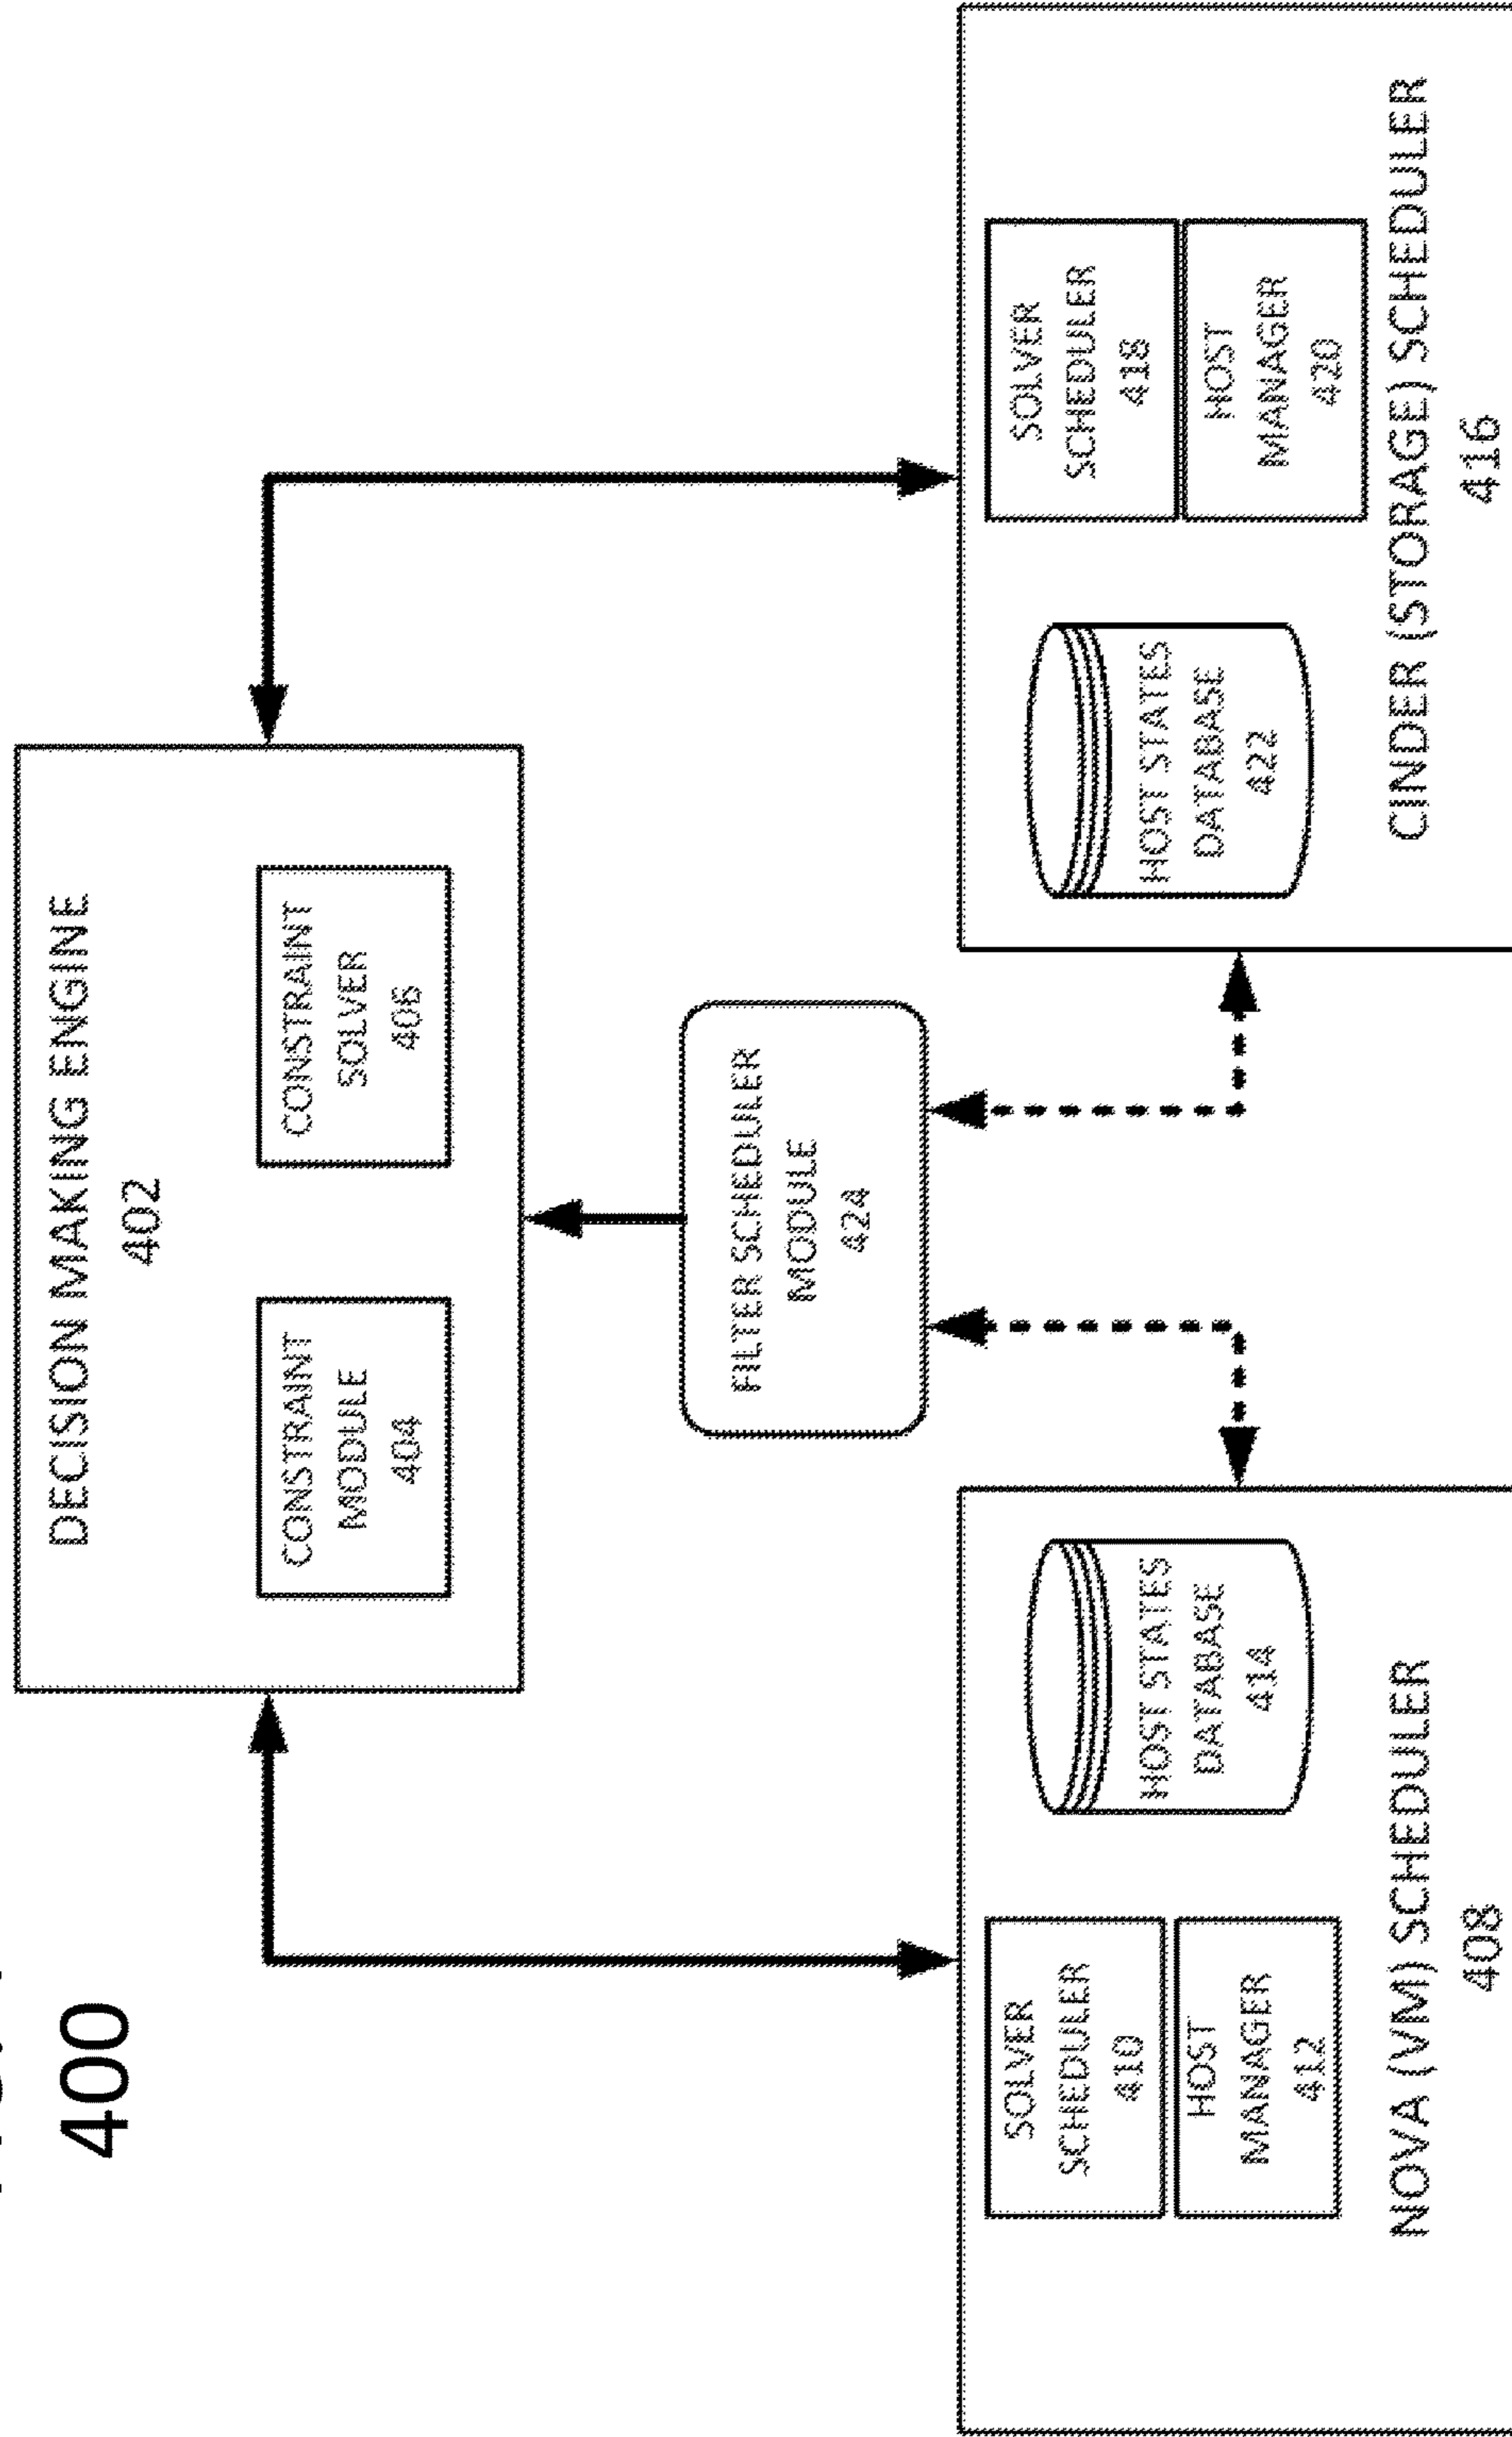 400
DECISION MAKING ENGINE
402
CONSTRAINT
MODULE
404
CONSTRAINT
SOLVER
406
FILTER SCHEDULER
MODULE
424
SOLVER
SCHEDULER
410
HOST
MANAGER
412
HOST STATES
DATABASE
414
NOVA (VM) SCHEDULER
408
HOST STATES
DATABASE
422
SOLVER
SCHEDULER
418
HOST
MANAGER
420
CINDER (STORAGE) SCHEDULER
416